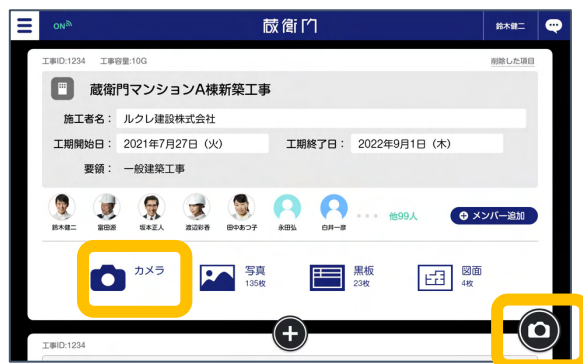 ON
蔵衛門
鈴木健二
工事ID:1234 工事容量:10G
削除した項目
蔵衛門マンションA棟新築工事
施工者名： ルクレ建設株式会社
工期開始日： 2021年7月27日（火） 工期終了日： 2022年9月1日（木）
要領： 一般建築工事
鈴木健二 富田源 坂本正人 渡辺彩香 田中あつ子 永田弘 白井一彦
他99人
メンバー追加
カメラ
写真
135枚
黒板
23枚
図面
4枚
工事ID:1234